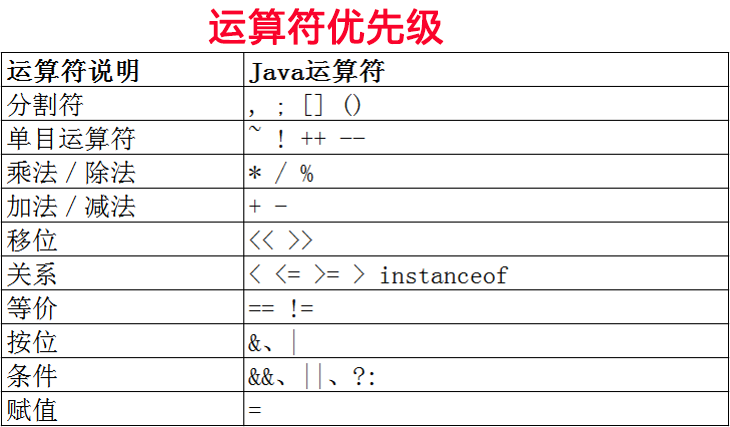 运算符优先级
运算符说明 Java运算符
分割符 , ; [] ()
单目运算符 ~ ! ++ --
乘法 / 除法 * / %
加法 / 减法 + -
移位 << >>
关系 < <= >= > instanceof
等价 == !=
按位 &、|
条件 &&、||、?:
赋值 =